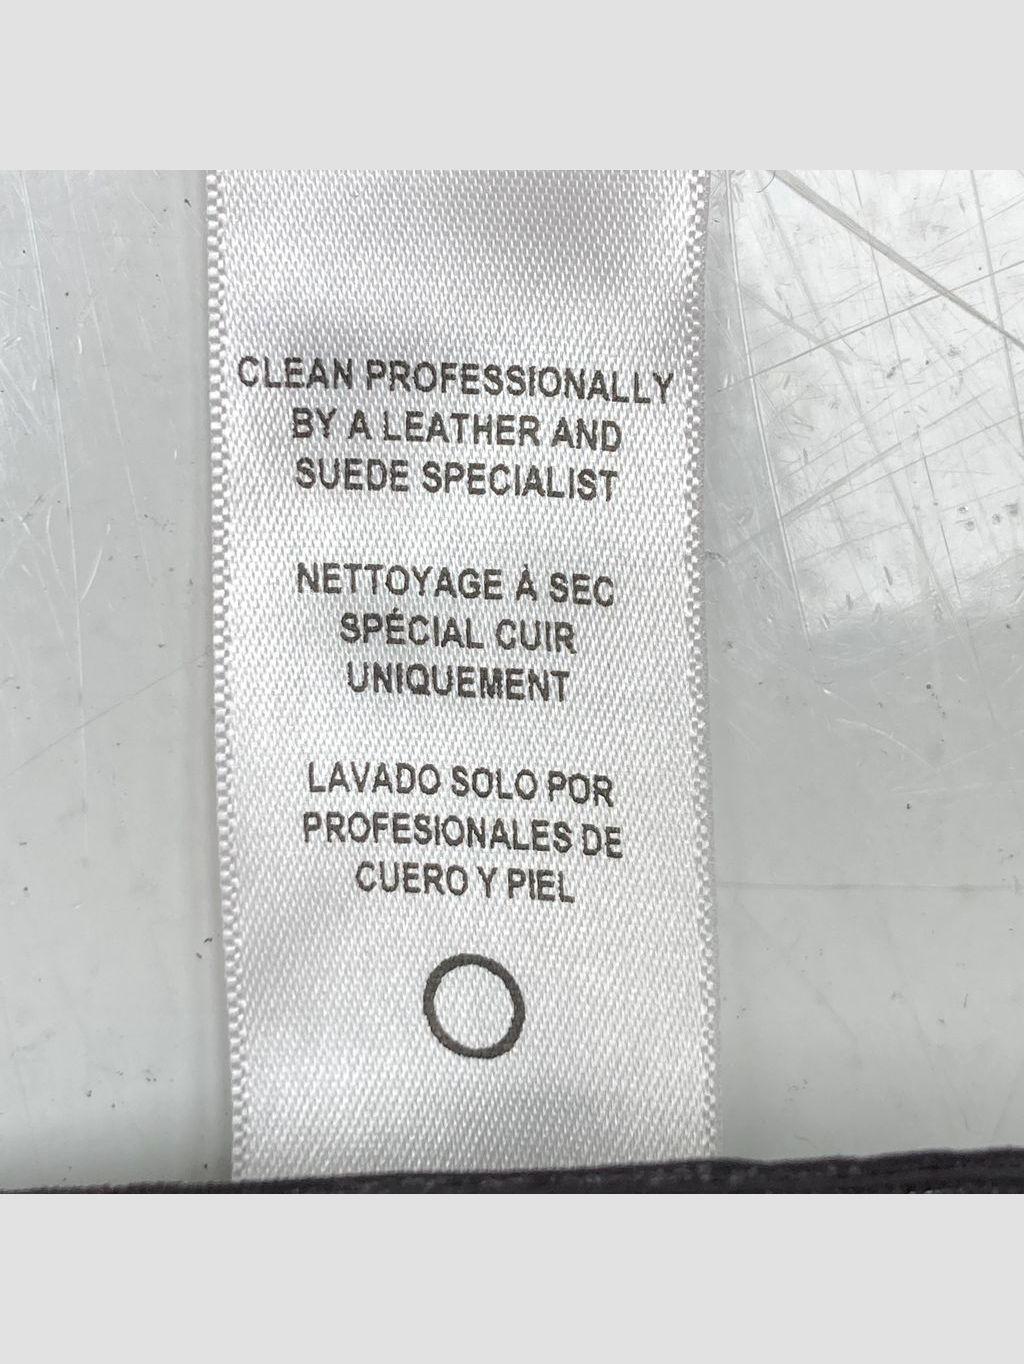 CLEAN PROFESSIONALLY
BY A LEATHER AND
SUEDE SPECIALIST
NETTOYAGE À SEC
SPÉCIAL CUIR
UNIQUEMENT
LAVADO SOLO POR
PROFESIONALES DE
CUERO Y PIEL